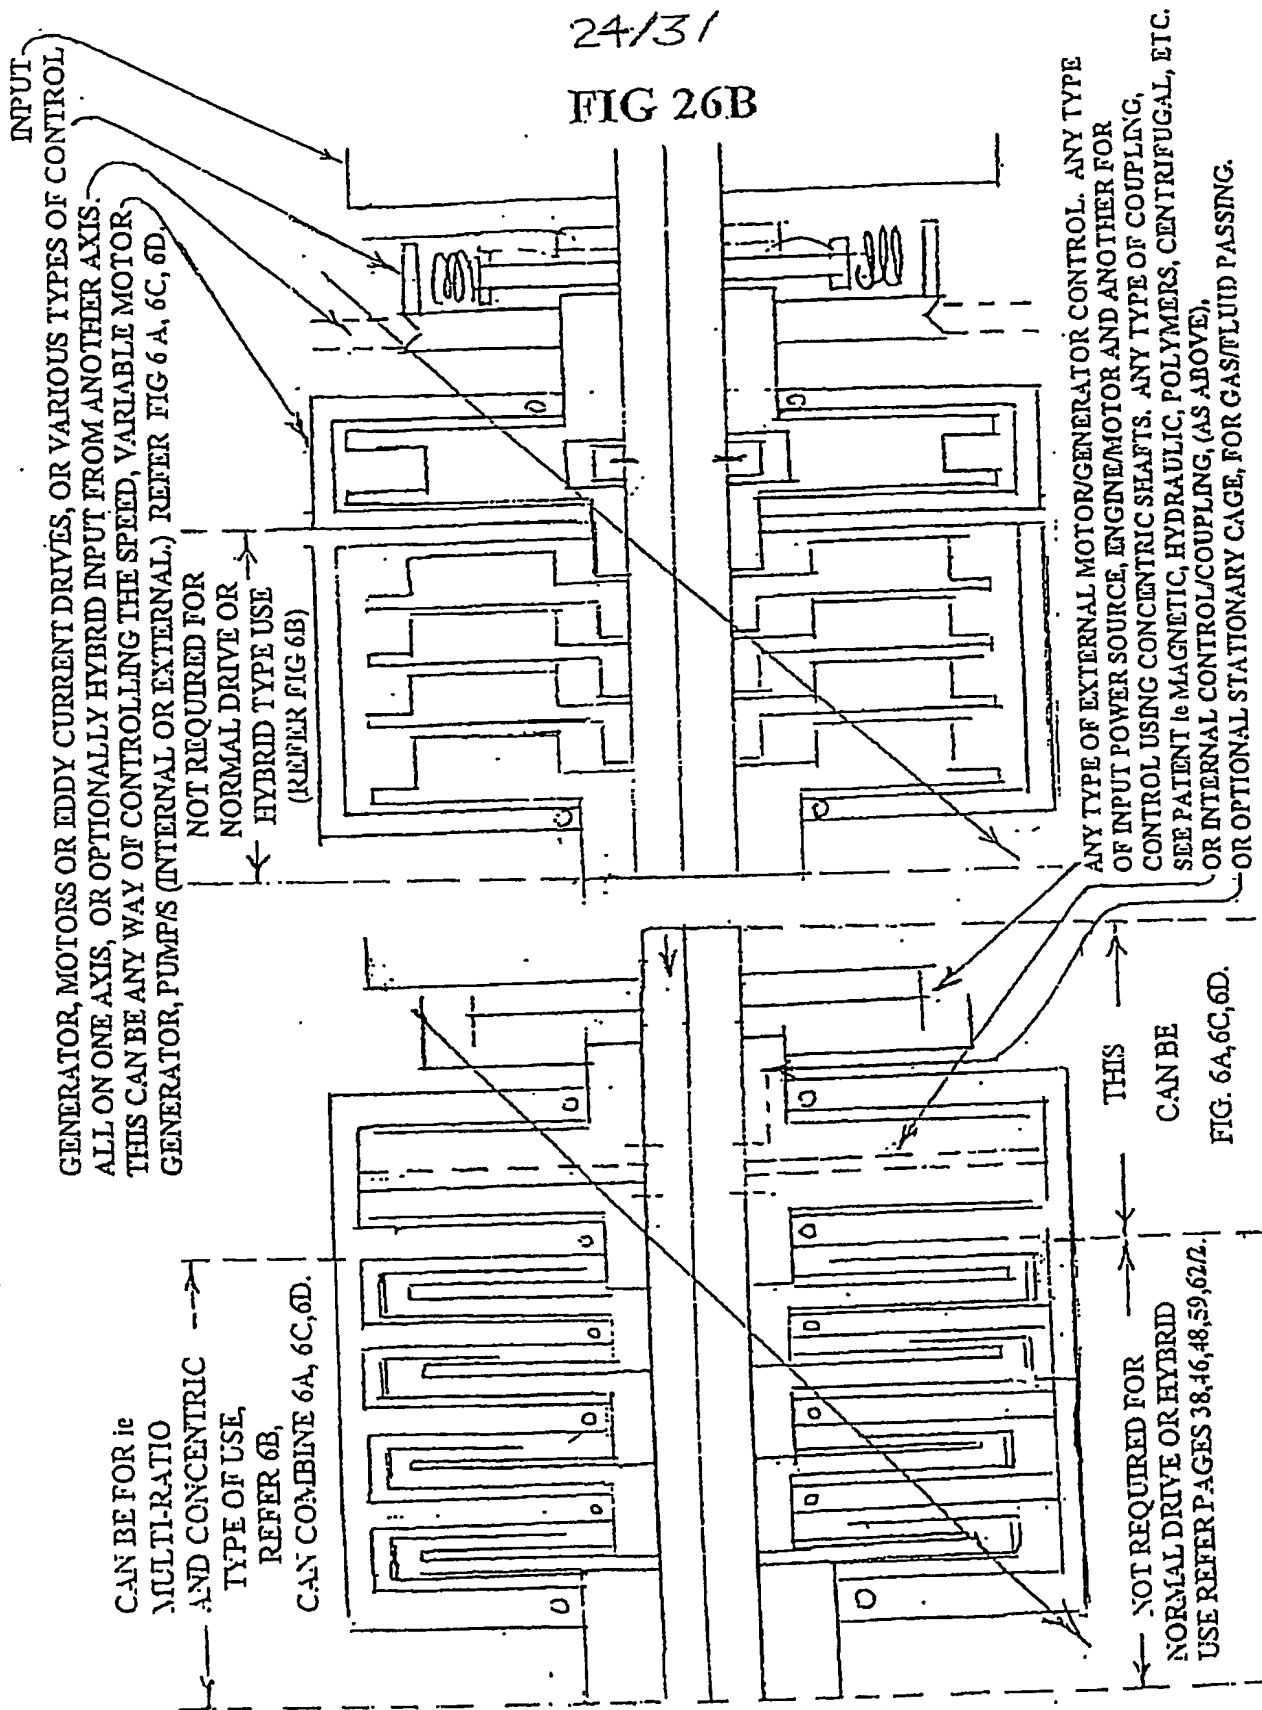 24/31
FIG 26B
INPUT
GENERATOR, MOTORS OR EDDY CURRENT DRIVES, OR VARIOUS TYPES OF CONTROL
ALL ON ONE AXIS, OR OPTIONALLY HYBRID INPUT FROM ANOTHER AXIS.
THIS CAN BE ANY WAY OF CONTROLLING THE SPEED, VARIABLE MOTOR,
GENERATOR, PUMP/S (INTERNAL OR EXTERNAL.) REFER FIG 6 A, 6C, 6D.
NOT REQUIRED FOR
NORMAL DRIVE OR
HYBRID TYPE USE
(REFER FIG 6B)
CAN BE FOR ie
MULTI-RATIO
AND CONCENTRIC
TYPE OF USE,
REFER 6B,
CAN COMBINE 6A, 6C,6D.
ANY TYPE OF EXTERNAL MOTOR/GENERATOR CONTROL. ANY TYPE
OF INPUT POWER SOURCE, ENGINE/MOTOR AND ANOTHER FOR
CONTROL USING CONCENTRIC SHAFTS. ANY TYPE OF COUPLING,
SEE PATENT ie MAGNETIC, HYDRAULIC, POLYMERS, CENTRIFUGAL, ETC.
OR INTERNAL CONTROL/COUPLING, (AS ABOVE),
OR OPTIONAL STATIONARY CAGE, FOR GAS/FLUID PASSING.
THIS
CAN BE
FIG. 6A,6C,6D.
NOT REQUIRED FOR
NORMAL DRIVE OR HYBRID
USE REFER PAGES 38,46,48,59,62/2.